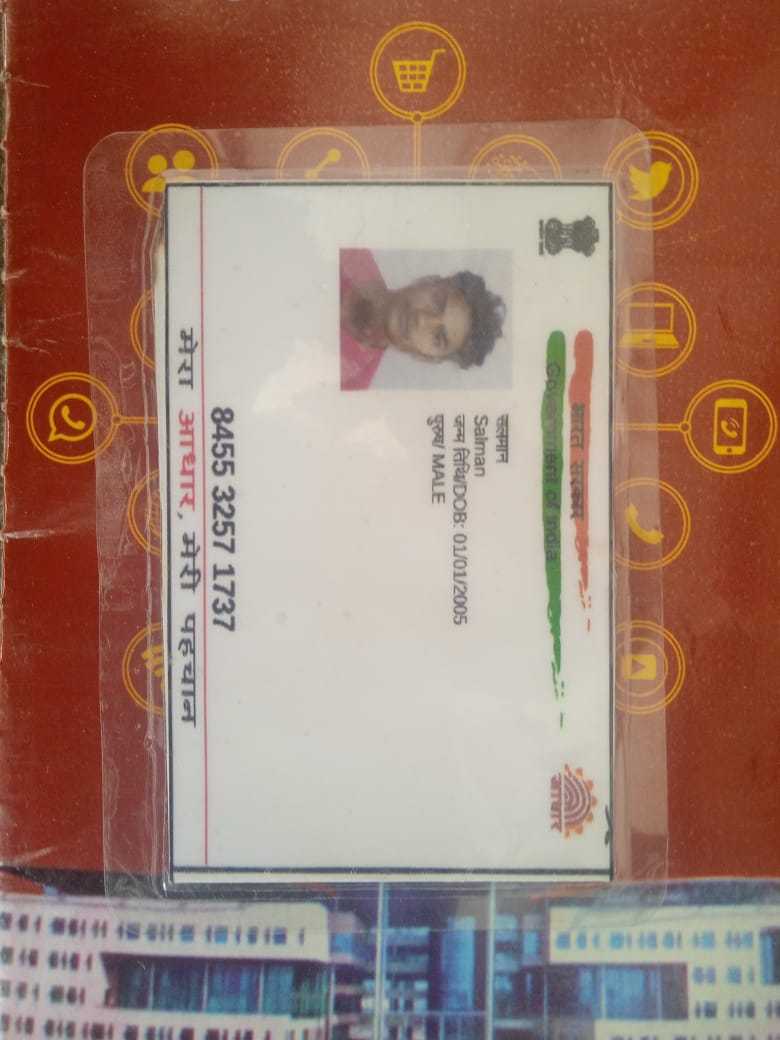 भारत सरकार
Government of India
आधार
सलमान
Salman
जन्म तिथि/DOB: 01/01/2005
पुरुष/ MALE
8455 3257 1737
मेरा आधार, मेरी पहचान